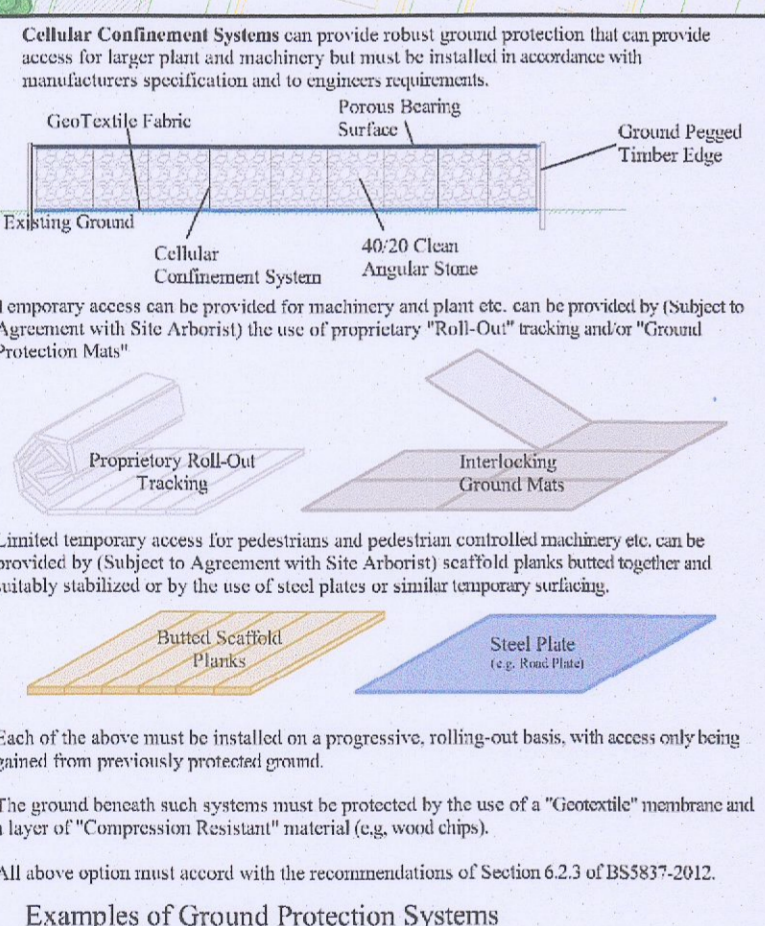 Cellular Confinement Systems can provide robust ground protection that can provide
access for larger plant and machinery but must be installed in accordance with
manufacturers specification and to engineers requirements.
GeoTextile Fabric
Porous Bearing
Surface
Ground Pegged
Timber Edge
Existing Ground
Cellular
Confinement System
40/20 Clean
Angular Stone
Temporary access can be provided for machinery and plant etc. can be provided by (Subject to
Agreement with Site Arborist) the use of proprietary "Roll-Out" tracking and/or "Ground
Protection Mats"
Proprietory Roll-Out
Tracking
Interlocking
Ground Mats
Limited temporary access for pedestrians and pedestrian controlled machinery etc. can be
provided by (Subject to Agreement with Site Arborist) scaffold planks butted together and
suitably stabilized or by the use of steel plates or similar temporary surfacing.
Butted Scaffold
Planks
Steel Plate
(e.g. Road Plate)
Each of the above must be installed on a progressive, rolling-out basis, with access only being
gained from previously protected ground.
The ground beneath such systems must be protected by the use of a "Geotextile" membrane and
a layer of "Compression Resistant" material (e.g, wood chips).
All above option must accord with the recommendations of Section 6.2.3 of BS5837-2012.
Examples of Ground Protection Systems